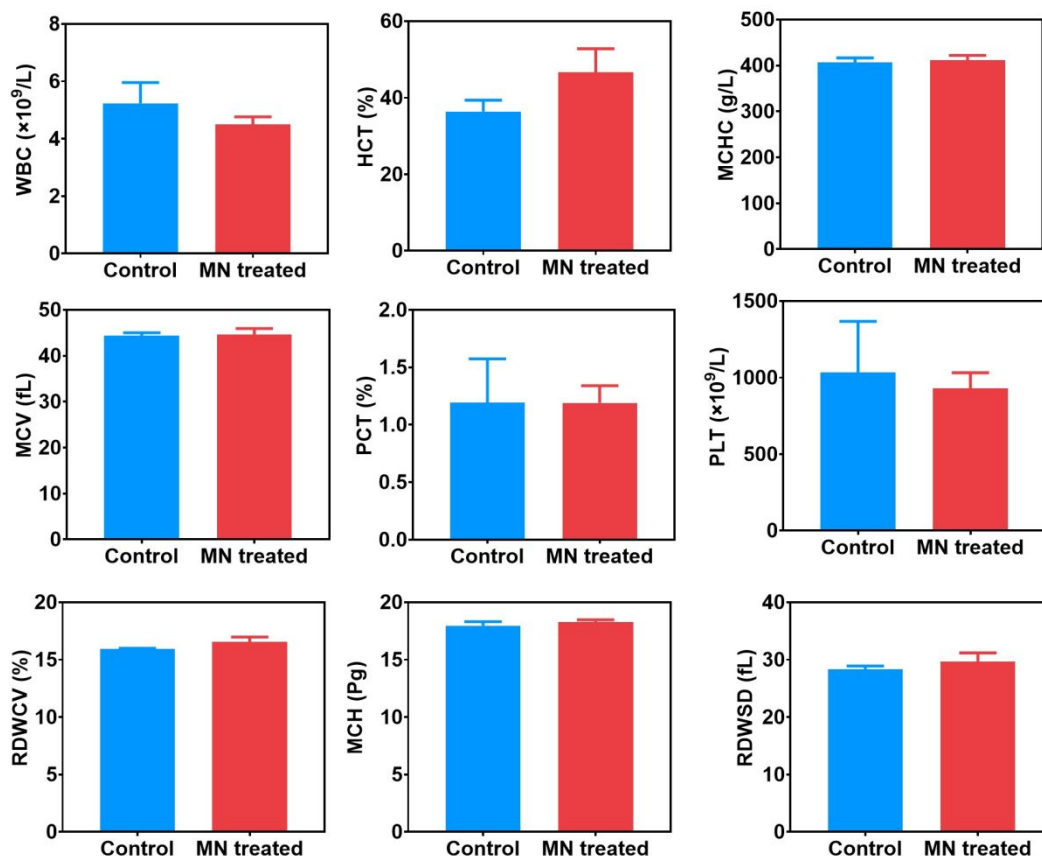 WBC (×10⁹/L)
8
6
4
2
0
Control MN treated
HCT (%)
60
40
20
0
Control MN treated
MCHC (g/L)
500
400
300
200
100
0
Control MN treated
MCV (fL)
50
40
30
20
10
0
Control MN treated
PCT (%)
2.0
1.5
1.0
0.5
0.0
Control MN treated
PLT (×10⁹/L)
1500
1000
500
0
Control MN treated
RDWCV (%)
20
15
10
5
0
Control MN treated
MCH (Pg)
20
15
10
5
0
Control MN treated
RDWSD (fL)
40
30
20
10
0
Control MN treated